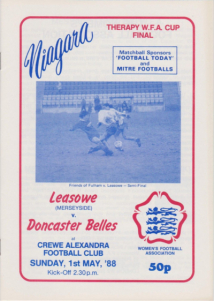 Niagara
THERAPY W.F.A. CUP
FINAL
Matchball Sponsors
'FOOTBALL TODAY'
and
MITRE FOOTBALLS
Friends of Fulham v. Leasowe – Semi-Final
Leasowe
(MERSEYSIDE)
v.
Doncaster Belles
at
CREWE ALEXANDRA
FOOTBALL CLUB
SUNDAY, 1st MAY, '88
Kick-Off 2.30p.m.
WOMEN'S FOOTBALL
ASSOCIATION
50p